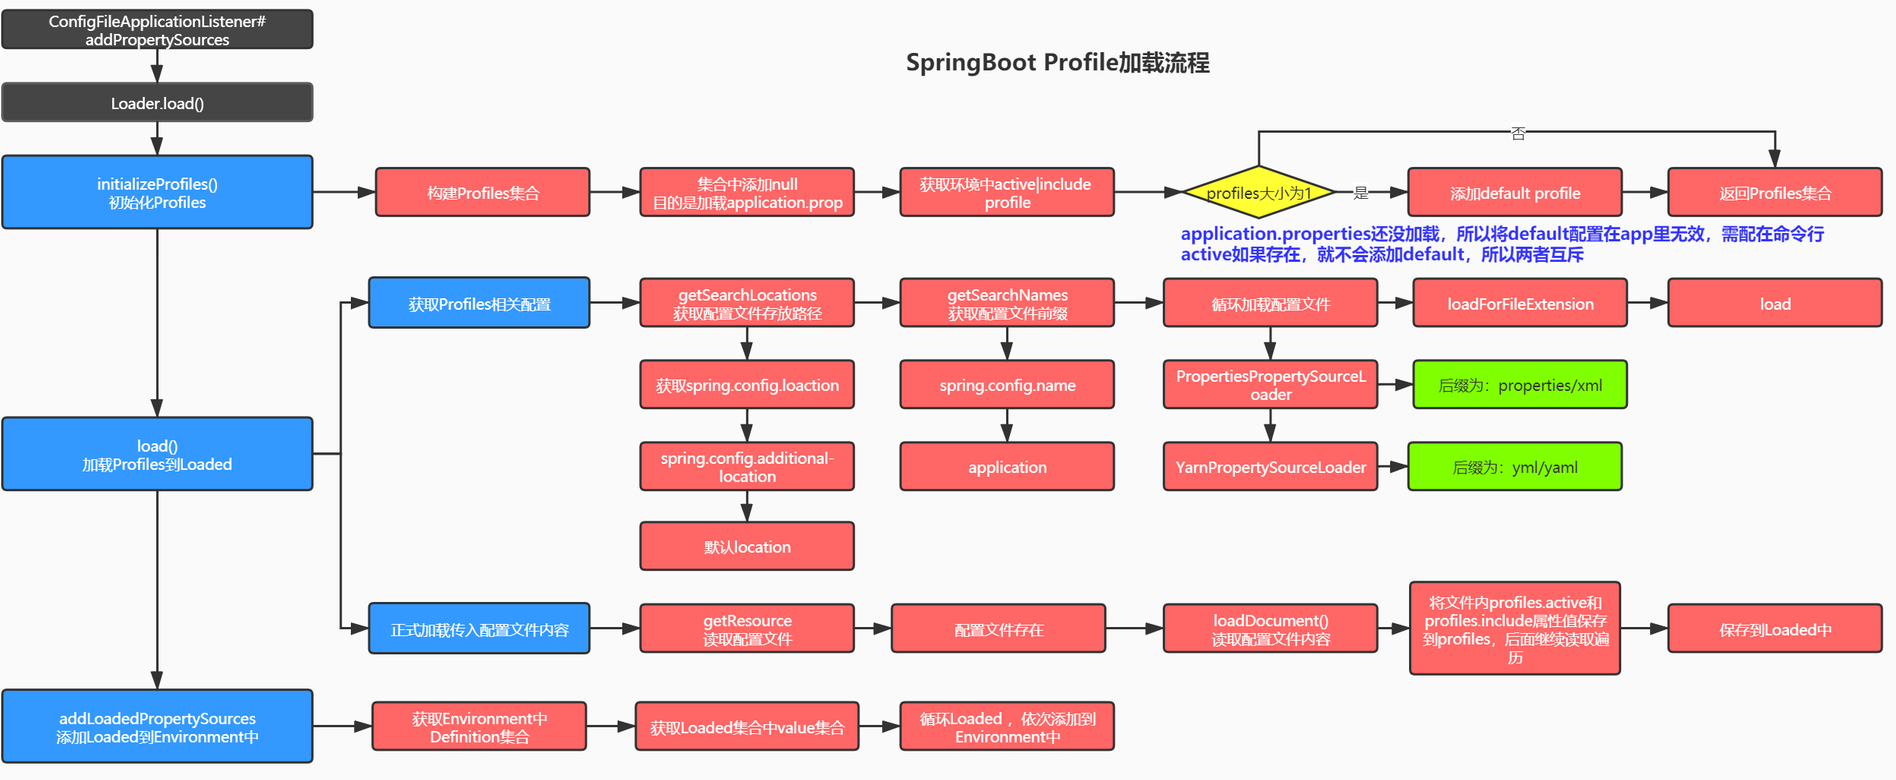 ConfigFileApplicationListener#
addPropertySources
SpringBoot Profile加载流程
Loader.load()
否
initializeProfiles()
初始化Profiles
构建Profiles集合
集合中添加null
目的是加载application.prop
获取环境中active|include
profile
profiles大小为1
是
添加default profile
返回Profiles集合
application.properties还没加载，所以将default配置在app里无效，需配在命令行
active如果存在，就不会添加default，所以两者互斥
获取Profiles相关配置
getSearchLocations
获取配置文件存放路径
getSearchNames
获取配置文件前缀
循环加载配置文件
loadForFileExtension
load
获取spring.config.loaction
spring.config.name
PropertiesPropertySourceL
oader
后缀为：properties/xml
load()
加载Profiles到Loaded
spring.config.additional-
location
application
YarnPropertySourceLoader
后缀为：yml/yaml
默认location
正式加载传入配置文件内容
getResource
读取配置文件
配置文件存在
loadDocument()
读取配置文件内容
将文件内profiles.active和
profiles.include属性值保存
到profiles，后面继续读取遍
历
保存到Loaded中
addLoadedPropertySources
添加Loaded到Environment中
获取Environment中
Definition集合
获取Loaded集合中value集合
循环Loaded ，依次添加到
Environment中